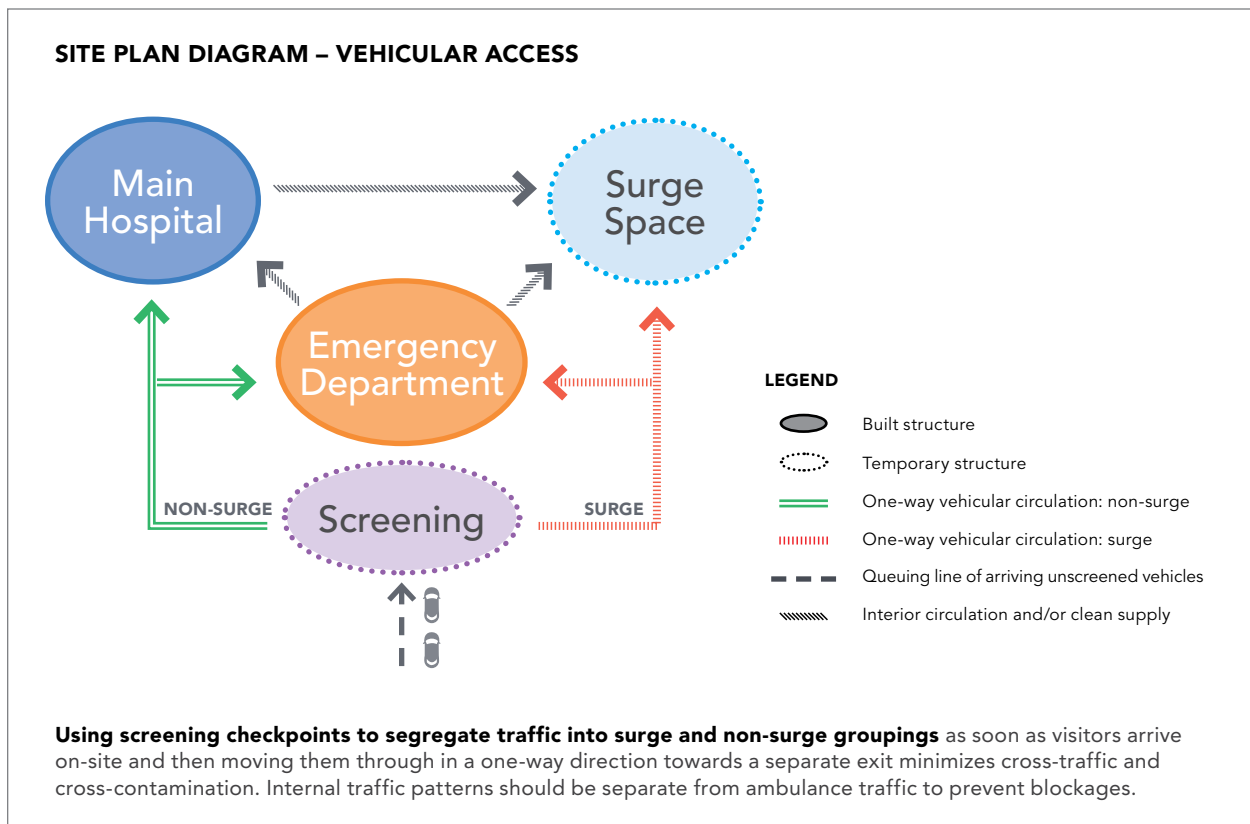 SITE PLAN DIAGRAM – VEHICULAR ACCESS
Main
Hospital
Surge
Space
Emergency
Department
NON-SURGE
Screening
SURGE
LEGEND
Built structure
Temporary structure
One-way vehicular circulation: non-surge
One-way vehicular circulation: surge
Queuing line of arriving unscreened vehicles
Interior circulation and/or clean supply
Using screening checkpoints to segregate traffic into surge and non-surge groupings as soon as visitors arrive
on-site and then moving them through in a one-way direction towards a separate exit minimizes cross-traffic and
cross-contamination. Internal traffic patterns should be separate from ambulance traffic to prevent blockages.